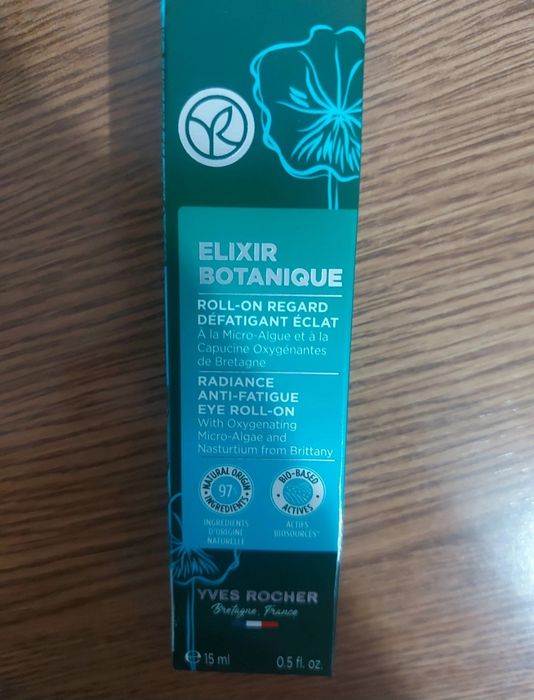 ELIXIR
BOTANIQUE
ROLL-ON REGARD
DÉFATIGANT ÉCLAT
À la Micro-Algue et à la
Capucine Oxygénantes
de Bretagne
RADIANCE
ANTI-FATIGUE
EYE ROLL-ON
With Oxygenating
Micro-Algae and
Nasturtium from Brittany
NATURAL ORIGIN
97%
INGREDIENTS
INGRÉDIENTS
D'ORIGINE
NATURELLE
BIO-BASED
ACTIVES
ACTIFS
BIOSOURCÉS*
YVES ROCHER
Bretagne, France
℮ 15 ml 0.5 fl. oz.